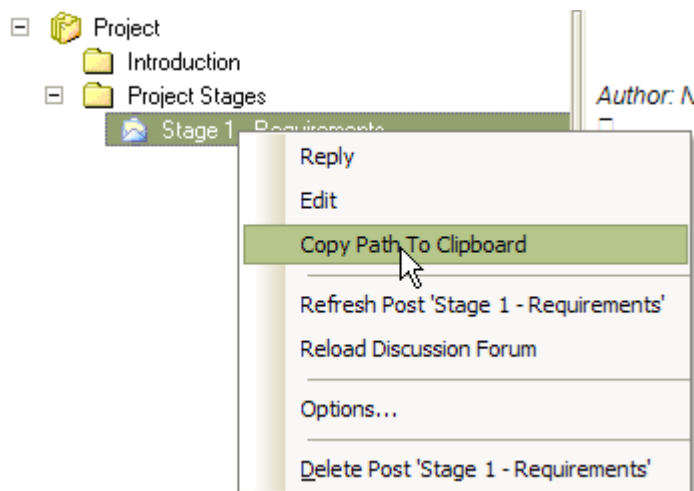 Project
Introduction
Project Stages
Author: N
Stage 1 - Requirements
Reply
Edit
Copy Path To Clipboard
Refresh Post 'Stage 1 - Requirements'
Reload Discussion Forum
Options...
Delete Post 'Stage 1 - Requirements'